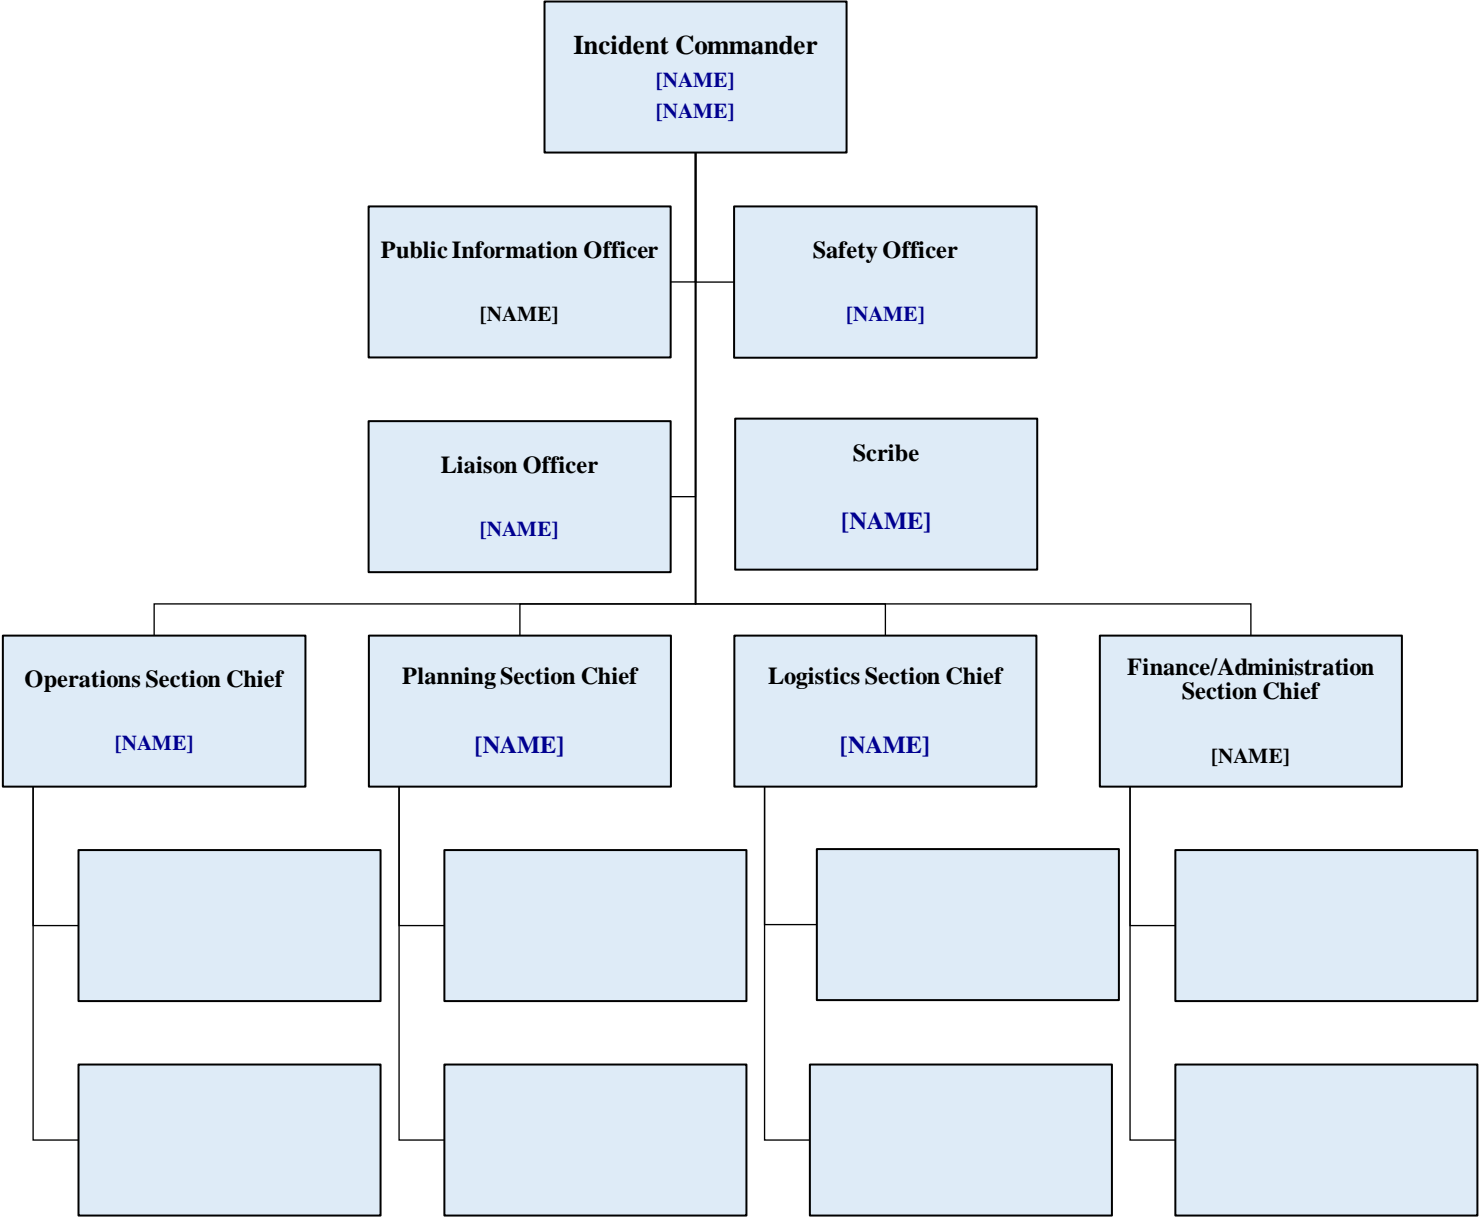 Incident Commander
[NAME]
[NAME]
Public Information Officer
[NAME]
Safety Officer
[NAME]
Liaison Officer
[NAME]
Scribe
[NAME]
Operations Section Chief
[NAME]
Planning Section Chief
[NAME]
Logistics Section Chief
[NAME]
Finance/Administration
Section Chief
[NAME]